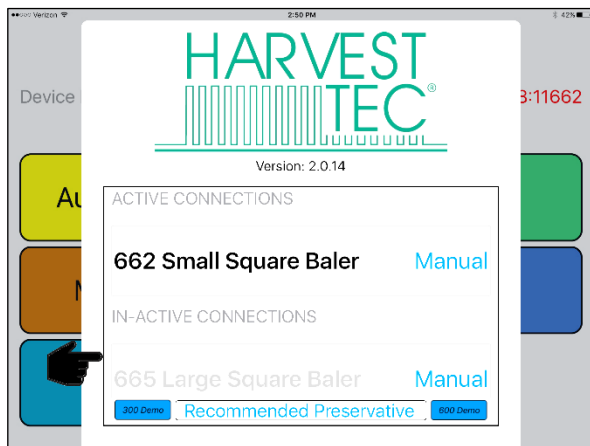 Verizon 2:50 PM 42%
HARVEST
TEC®
Version: 2.0.14
Device 3:11662
ACTIVE CONNECTIONS
Au
662 Small Square Baler Manual
IN-ACTIVE CONNECTIONS
665 Large Square Baler Manual
300 Demo Recommended Preservative 600 Demo